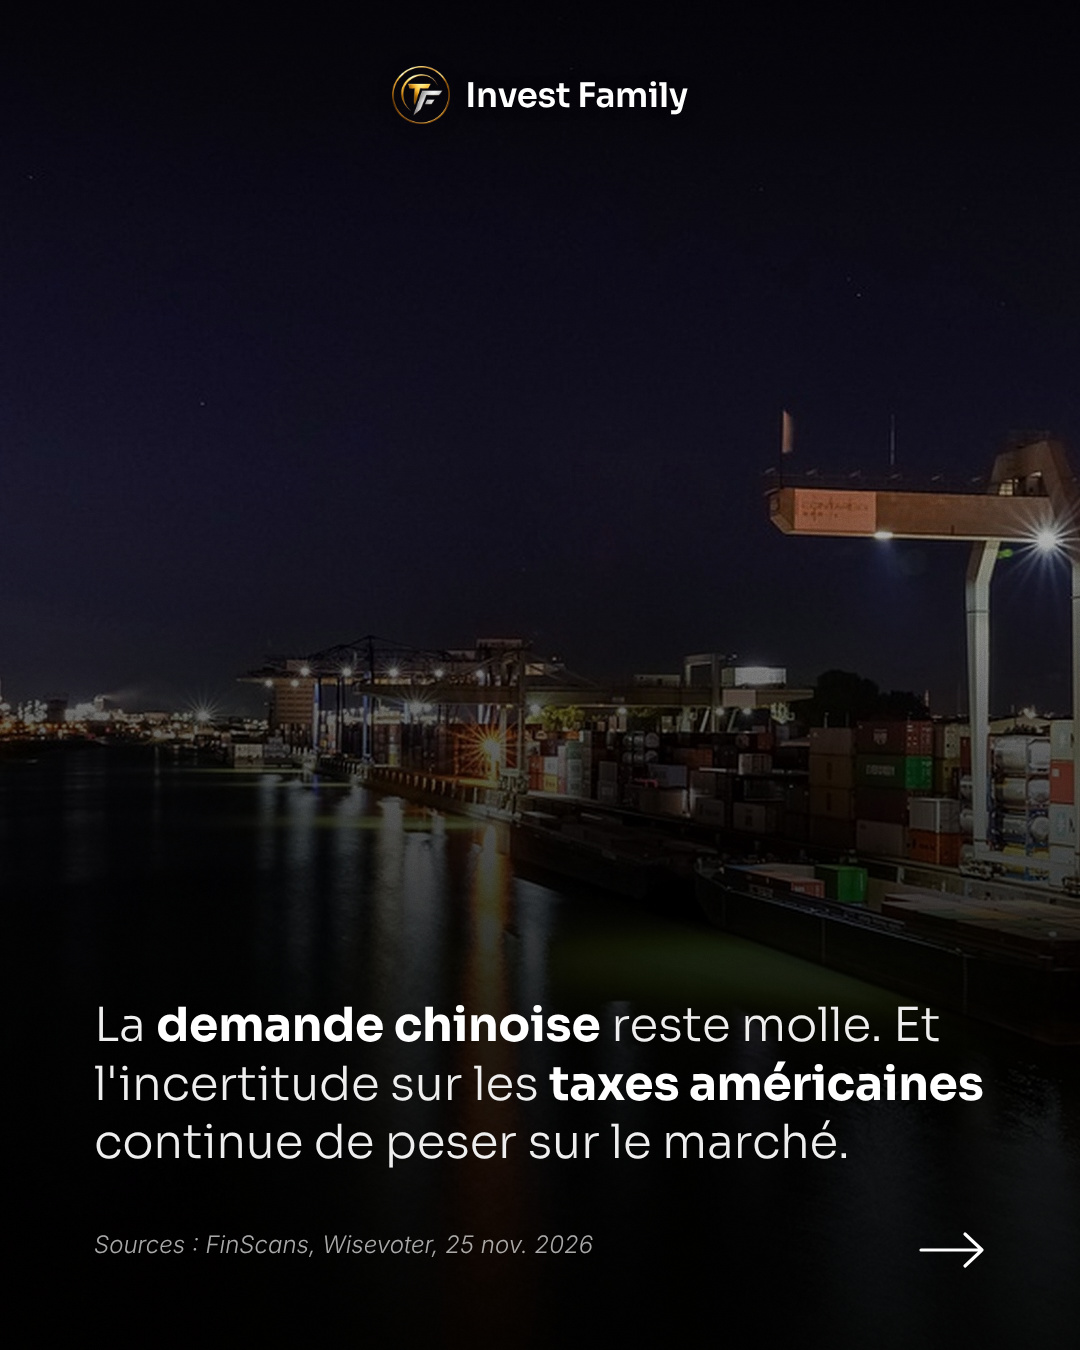 Invest Family
La demande chinoise reste molle. Et
l'incertitude sur les taxes américaines
continue de peser sur le marché.
Sources : FinScans, Wisevoter, 25 nov. 2026